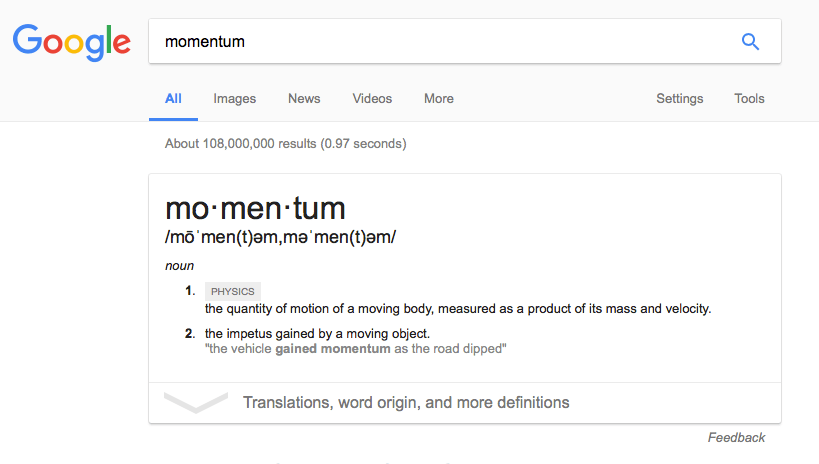 Google
momentum
All Images News Videos More Settings Tools
About 108,000,000 results (0.97 seconds)
mo·men·tum
/mōˈmen(t)əm,məˈmen(t)əm/
noun
1. PHYSICS
the quantity of motion of a moving body, measured as a product of its mass and velocity.
2. the impetus gained by a moving object.
"the vehicle gained momentum as the road dipped"
Translations, word origin, and more definitions
Feedback